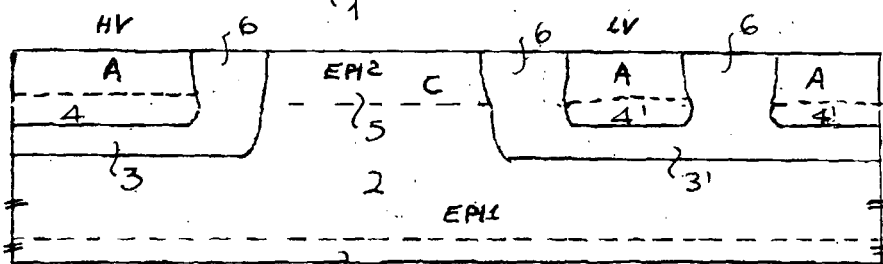 1
HV 6 6 LV 6
A EPI2 C A A
4 5 4' 4'
3 2 3'
EPI1